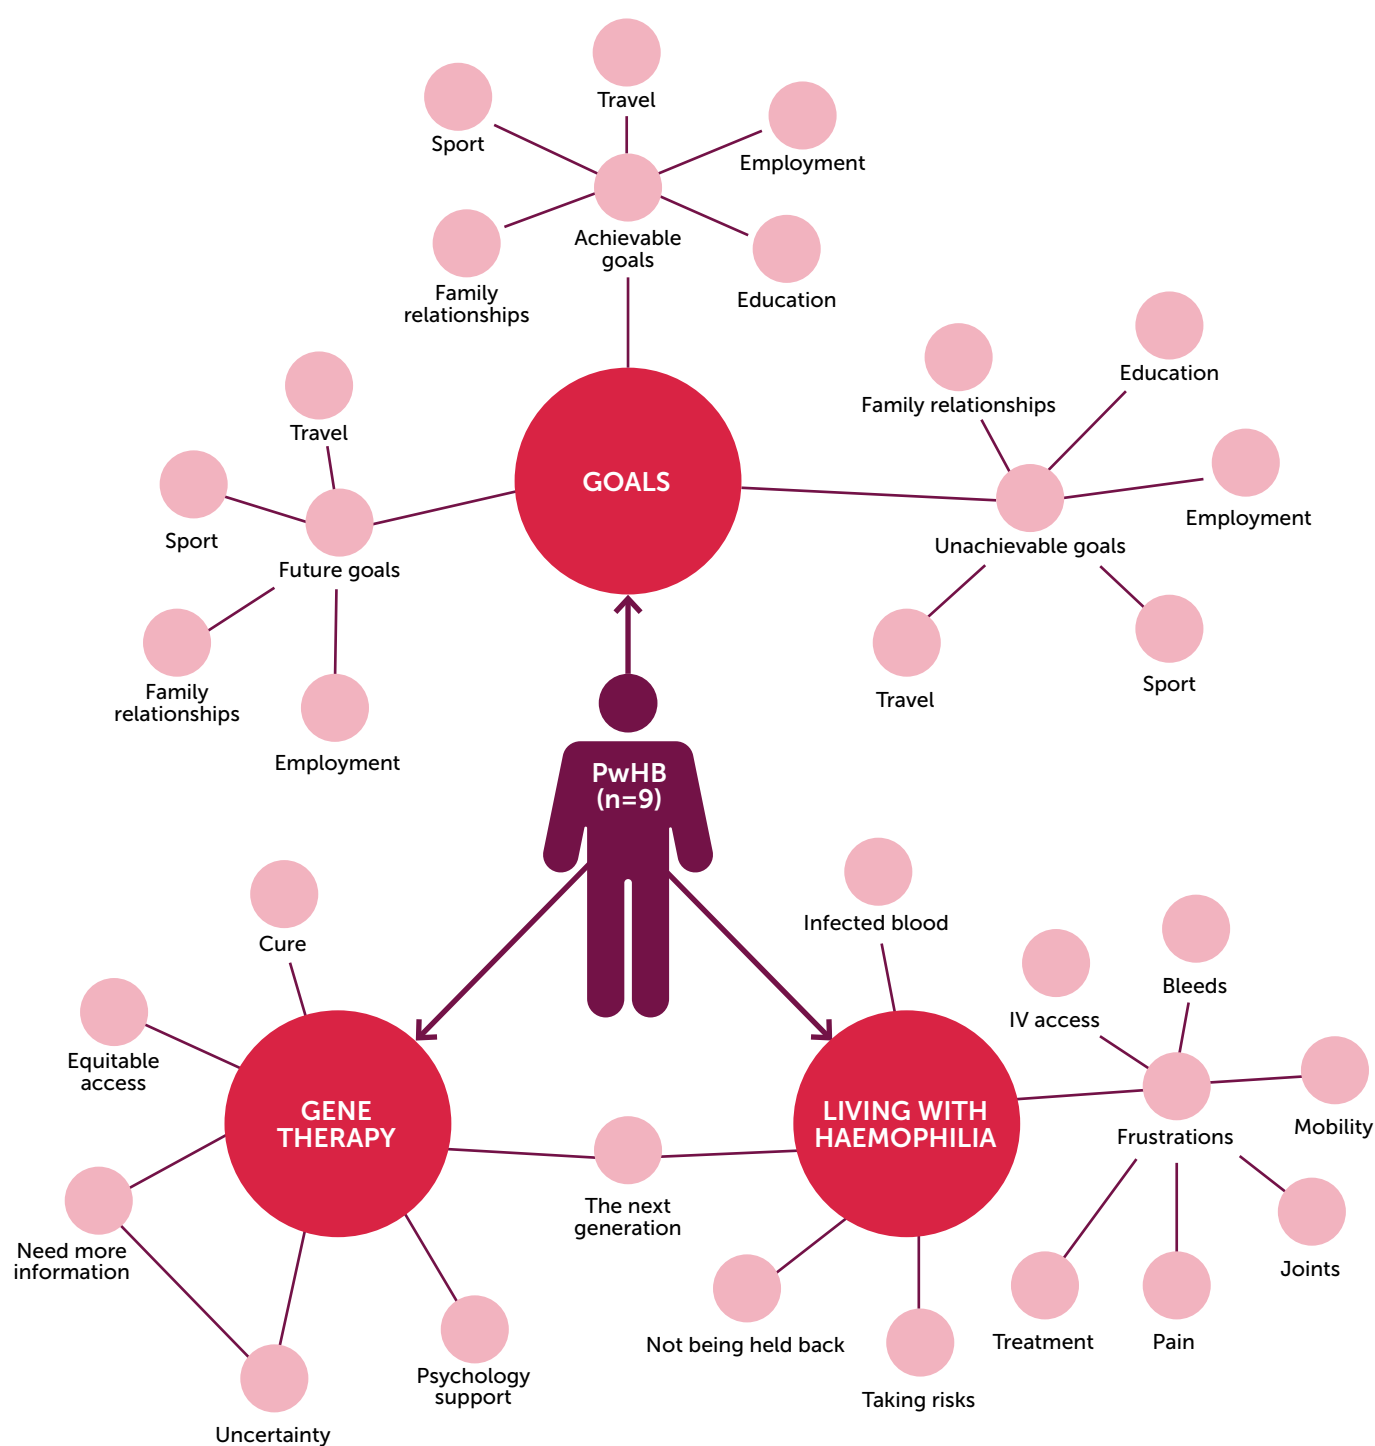 Travel
Sport
Employment
Achievable
goals
Family
relationships
Education
Education
Family relationships
Travel
GOALS
Employment
Sport
Unachievable goals
Future goals
Family
relationships
Sport
Travel
Employment
PwHB
(n=9)
Cure
Infected blood
Bleeds
IV access
Equitable
access
GENE
THERAPY
LIVING WITH
HAEMOPHILIA
Frustrations
Mobility
The next
generation
Need more
information
Joints
Not being held back
Treatment
Pain
Psychology
support
Taking risks
Uncertainty